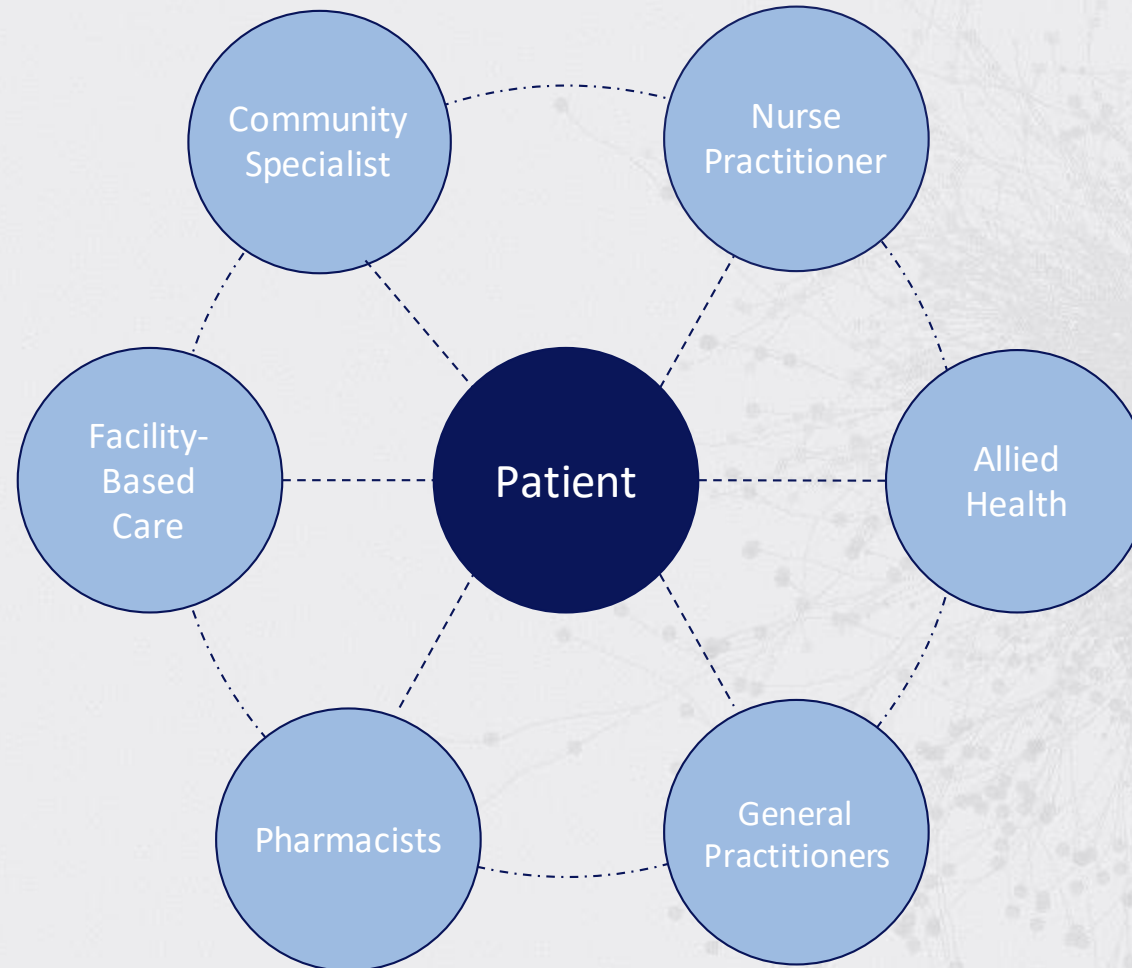 Community
Specialist
Nurse
Practitioner
Facility-
Based
Care
Patient
Allied
Health
Pharmacists
General
Practitioners